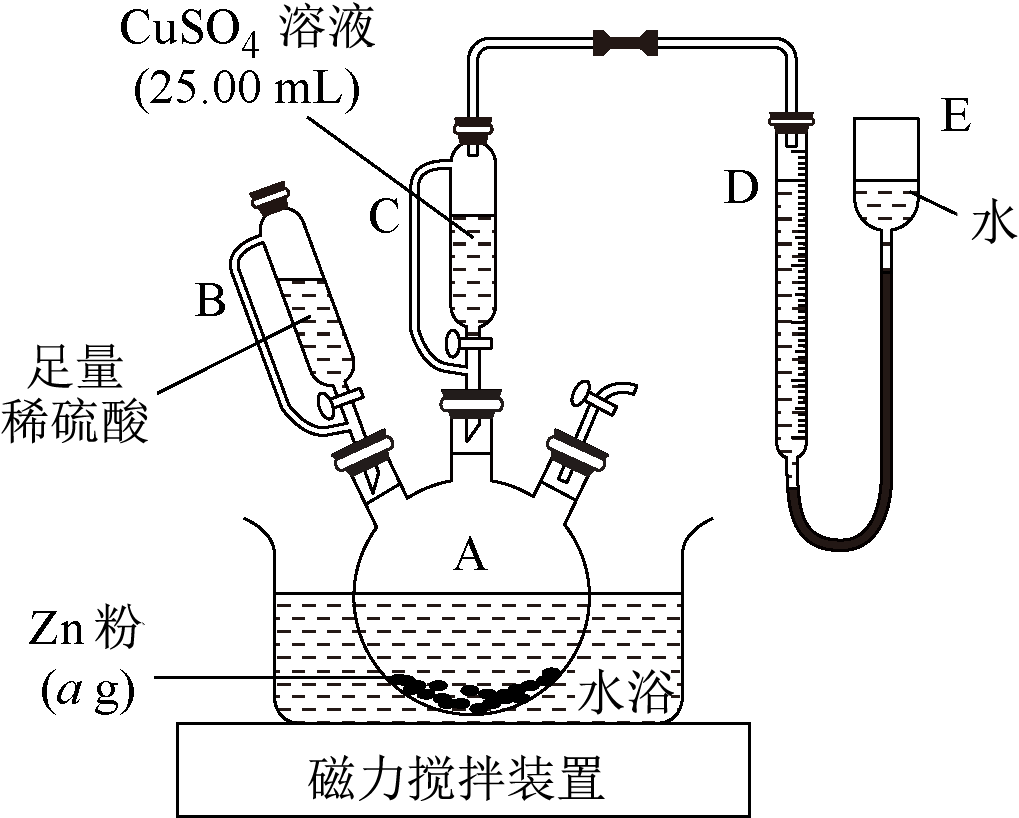 CuSO₄ 溶液
(25.00 mL)
E
D
水
C
B
足量
稀硫酸
A
Zn 粉
(a g)
水浴
磁力搅拌装置